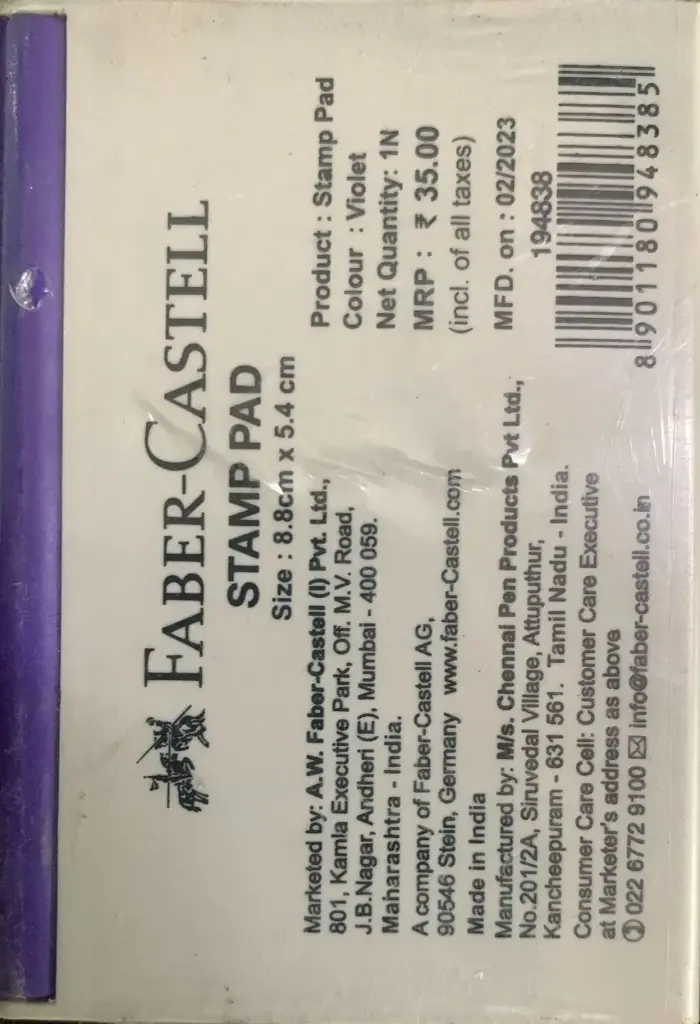 FABER-CASTELL
STAMP PAD
Size : 8.8cm x 5.4 cm
Marketed by: A.W. Faber-Castell (I) Pvt. Ltd.,
801, Kamla Executive Park, Off. M.V. Road,
J.B.Nagar, Andheri (E), Mumbai - 400 059.
Maharashtra - India.
A company of Faber-Castell AG,
90546 Stein, Germany www.faber-Castell.com
Made in India
Manufactured by: M/s. Chennai Pen Products Pvt Ltd.,
No.201/2A, Siruvedal Village, Attuputhur,
Kancheepuram - 631 561. Tamil Nadu - India.
Consumer Care Cell: Customer Care Executive
at Marketer's address as above
022 6772 9100 ✉ info@faber-castell.co.in
Product : Stamp Pad
Colour : Violet
Net Quantity: 1N
MRP : ₹ 35.00
(incl. of all taxes)
MFD. on : 02/2023
194838
8 901180 948385